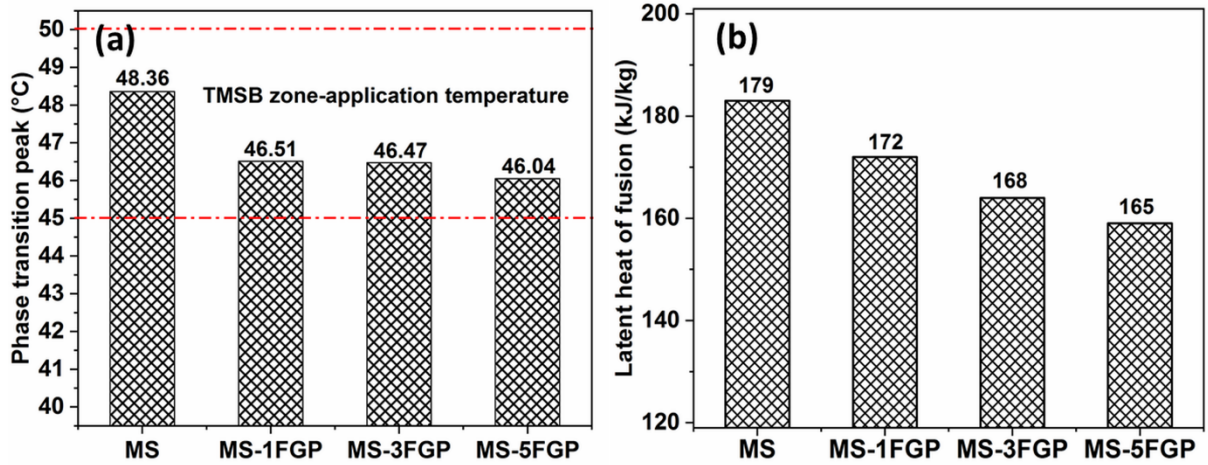 (a)
Phase transition peak (°C)
50
49
48
47
46
45
44
43
42
41
40
48.36
46.51
46.47
46.04
TMSB zone-application temperature
MS
MS-1FGP
MS-3FGP
MS-5FGP
(b)
Latent heat of fusion (kJ/kg)
200
180
160
140
120
179
172
168
165
MS
MS-1FGP
MS-3FGP
MS-5FGP